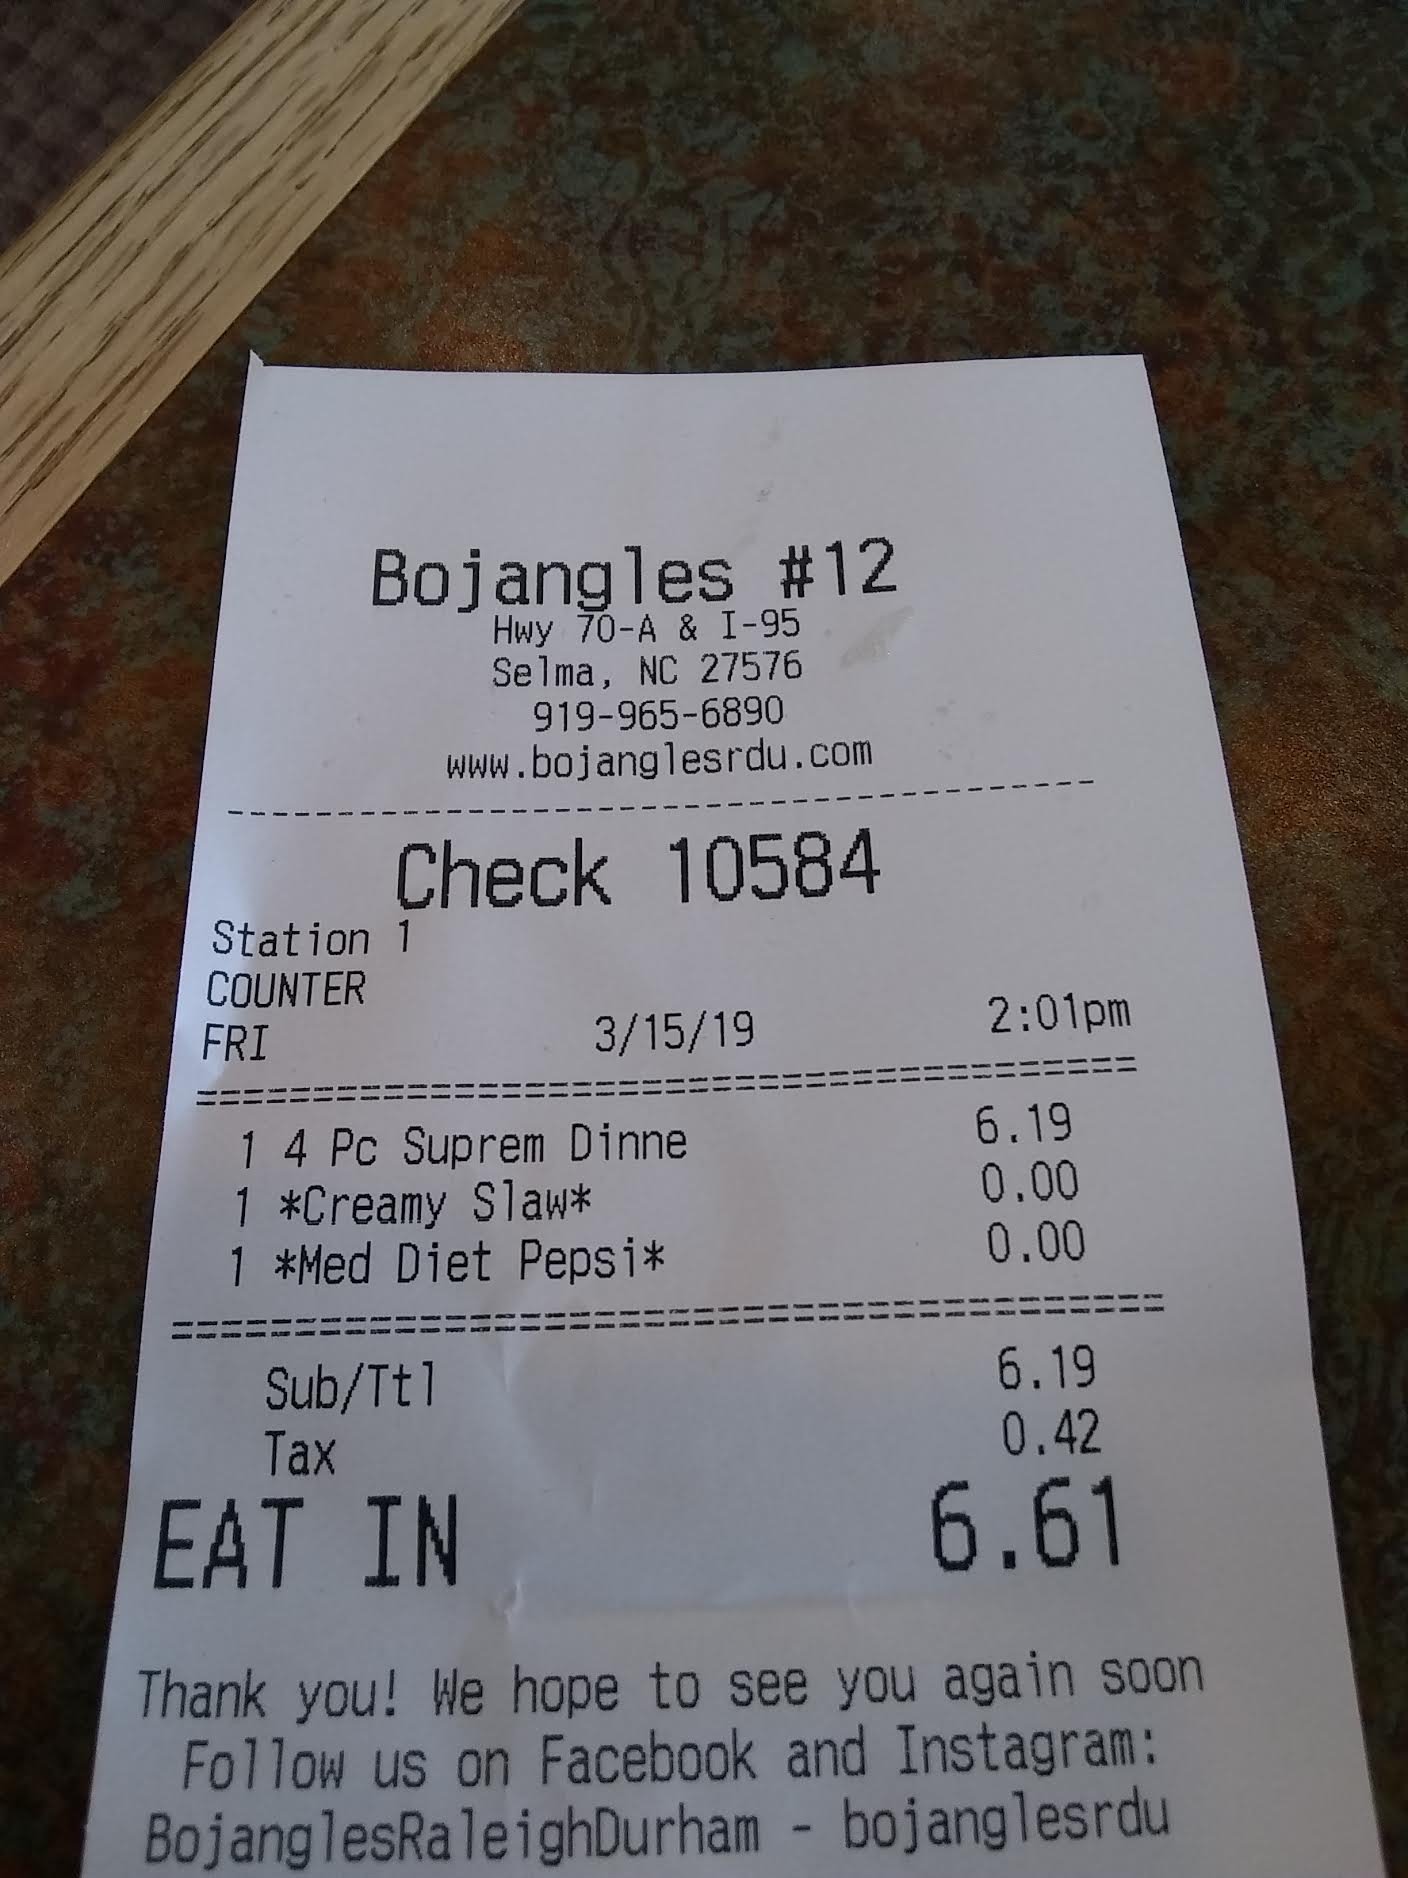 Bojangles #12
Hwy 70-A & I-95
Selma, NC 27576
919-965-6890
www.bojanglesrdu.com
----------------------------------------
Check 10584
Station 1
COUNTER
FRI 3/15/19 2:01pm
========================================
1 4 Pc Suprem Dinne 6.19
1 *Creamy Slaw* 0.00
1 *Med Diet Pepsi* 0.00
========================================
Sub/Ttl 6.19
Tax 0.42
EAT IN 6.61
Thank you! We hope to see you again soon
Follow us on Facebook and Instagram:
BojanglesRaleighDurham - bojanglesrdu